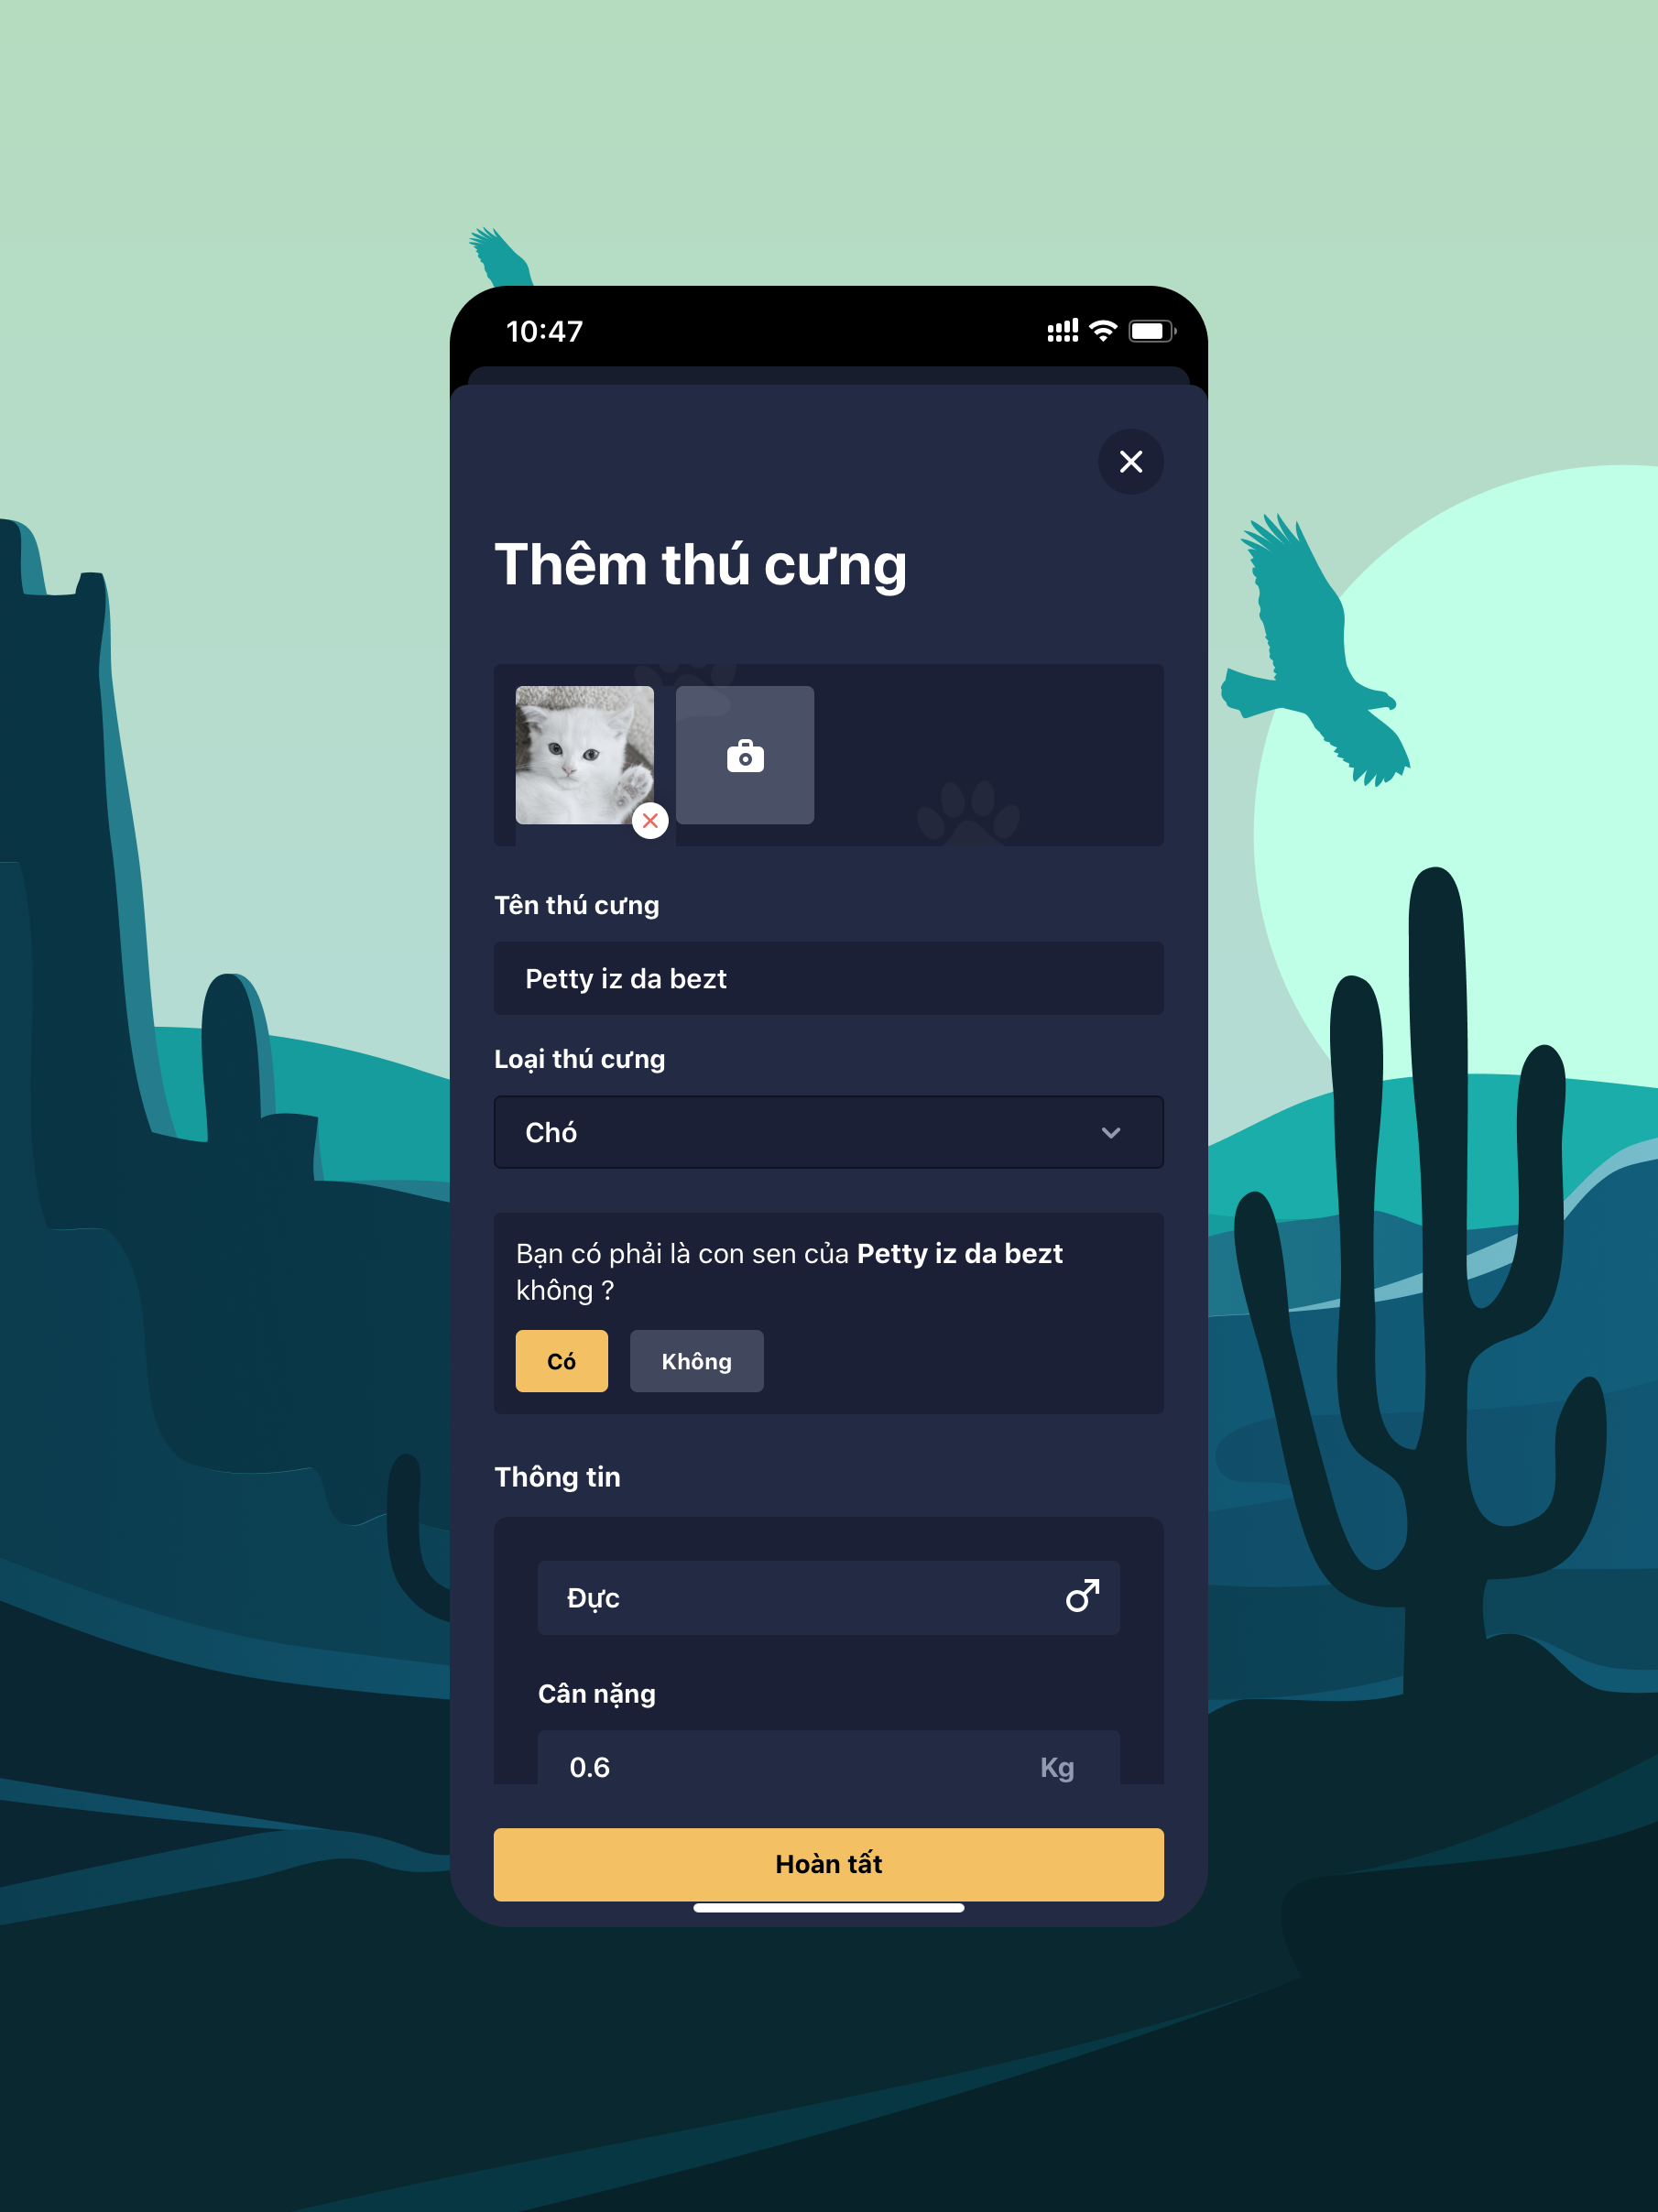 10:47
Thêm thú cưng
Tên thú cưng
Petty iz da bezt
Loại thú cưng
Chó
Bạn có phải là con sen của Petty iz da bezt
không ?
Có
Không
Thông tin
Đực
Cân nặng
0.6
Kg
Hoàn tất